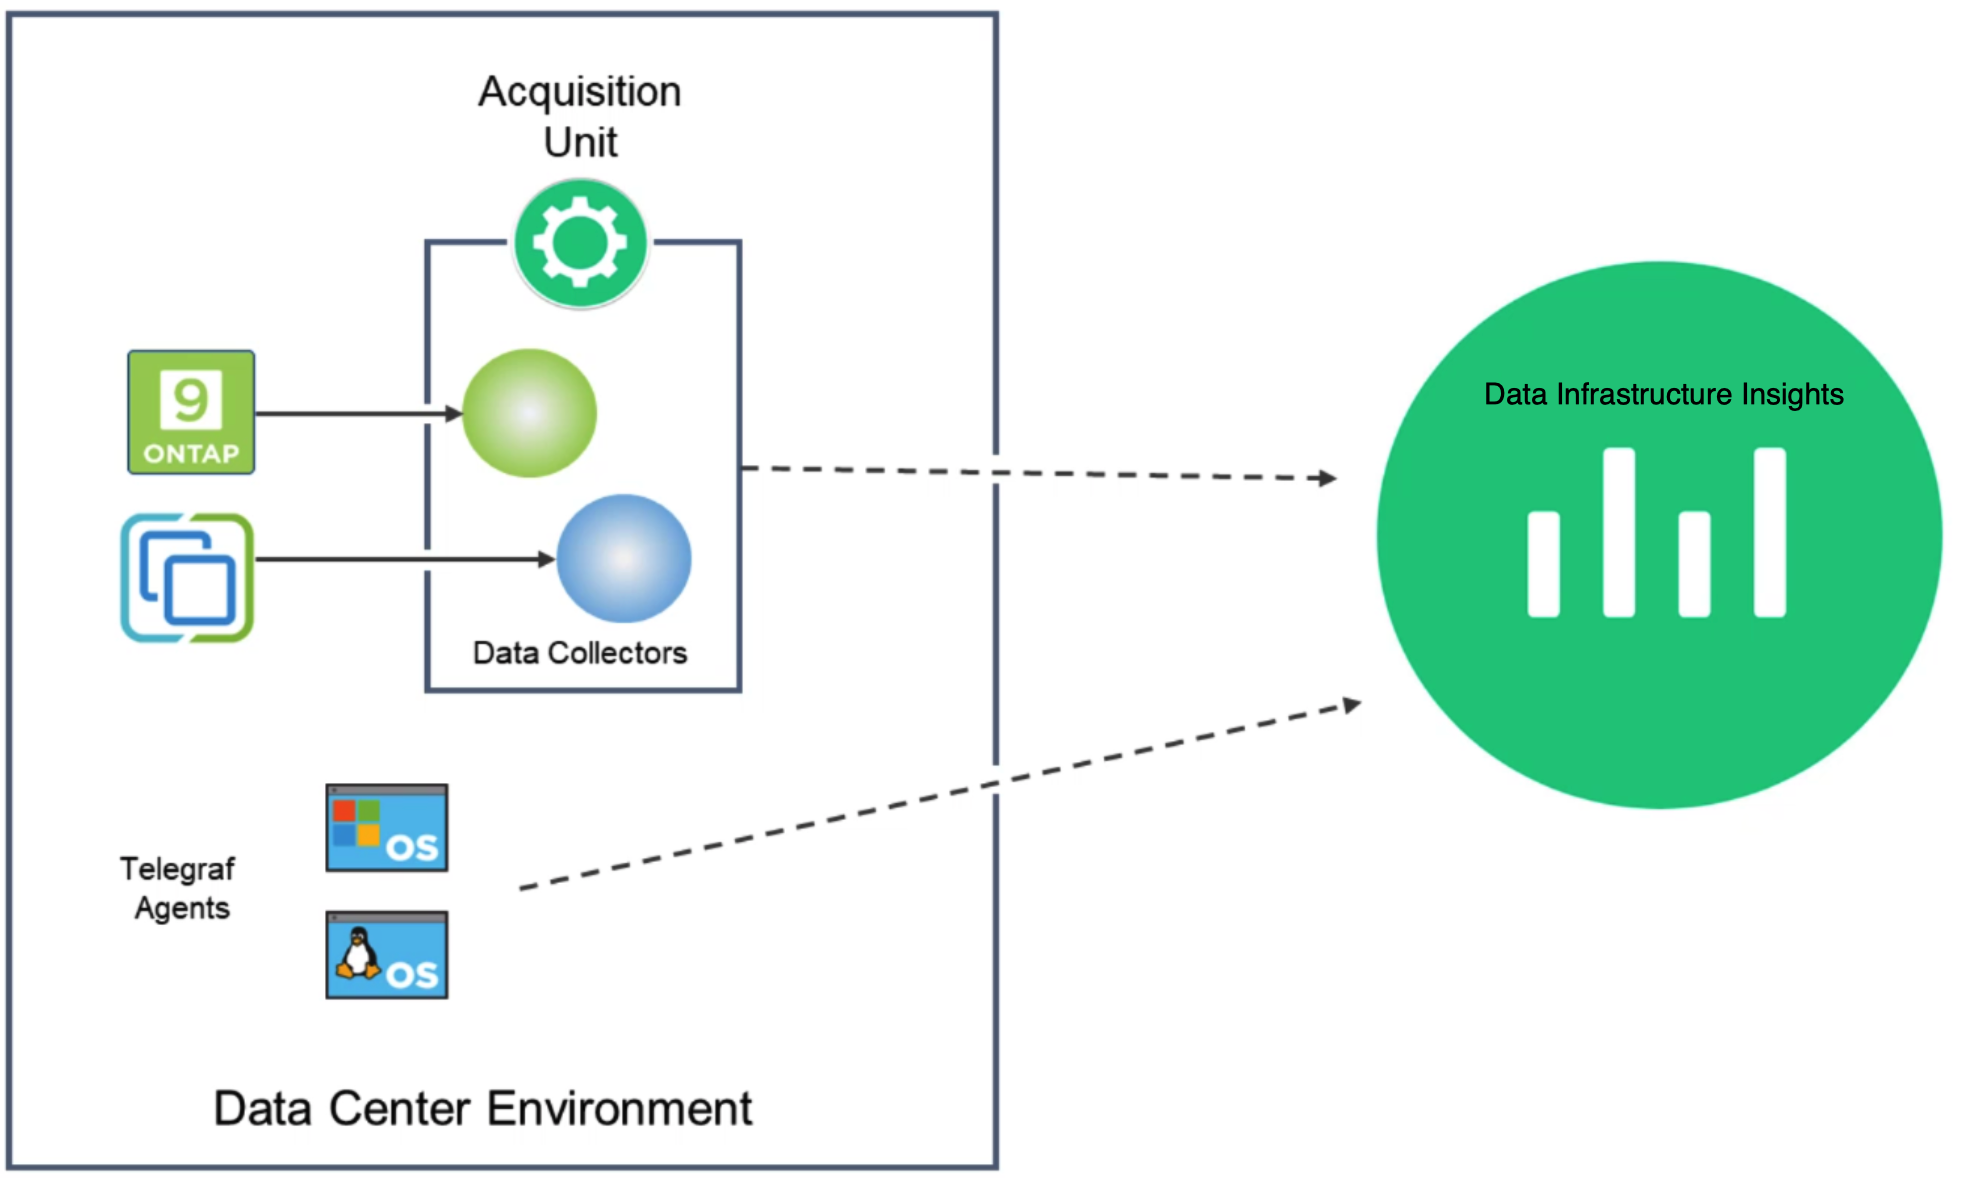 Acquisition
Unit
9
ONTAP
Data Infrastructure Insights
Data Collectors
OS
Telegraf
Agents
OS
Data Center Environment